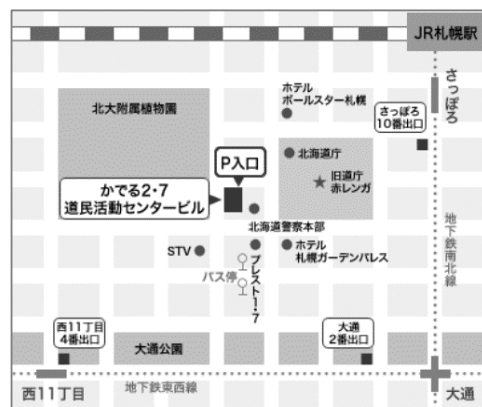 JR札幌駅
さっぽろ
ホテル
ポールスター札幌
さっぽろ
10番出口
北大附属植物園
北海道庁
P入口
旧道庁
赤レンガ
かでる2・7
道民活動センタービル
北海道警察本部
地下鉄南北線
STV
ホテル
札幌ガーデンパレス
プレスト1・7
バス停
西11丁目
4番出口
大通公園
大通
2番出口
地下鉄東西線
西11丁目
大通